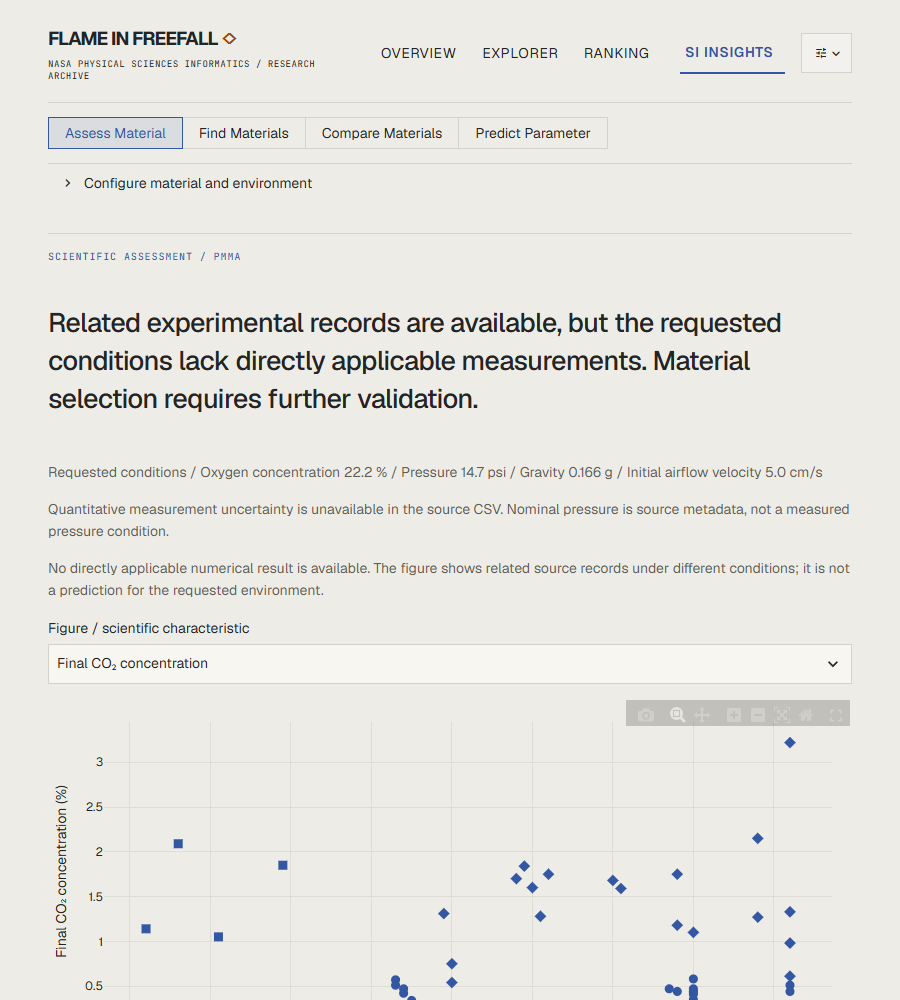 FLAME IN FREEFALL
NASA PHYSICAL SCIENCES INFORMATICS / RESEARCH
ARCHIVE
OVERVIEW
EXPLORER
RANKING
SI INSIGHTS
Assess Material
Find Materials
Compare Materials
Predict Parameter
Configure material and environment
SCIENTIFIC ASSESSMENT / PMMA
Related experimental records are available, but the requested
conditions lack directly applicable measurements. Material
selection requires further validation.
Requested conditions / Oxygen concentration 22.2 % / Pressure 14.7 psi / Gravity 0.166 g / Initial airflow velocity 5.0 cm/s
Quantitative measurement uncertainty is unavailable in the source CSV. Nominal pressure is source metadata, not a measured
pressure condition.
No directly applicable numerical result is available. The figure shows related source records under different conditions; it is not
a prediction for the requested environment.
Figure / scientific characteristic
Final CO₂ concentration
Final CO₂ concentration (%)
3
2.5
2
1.5
1
0.5